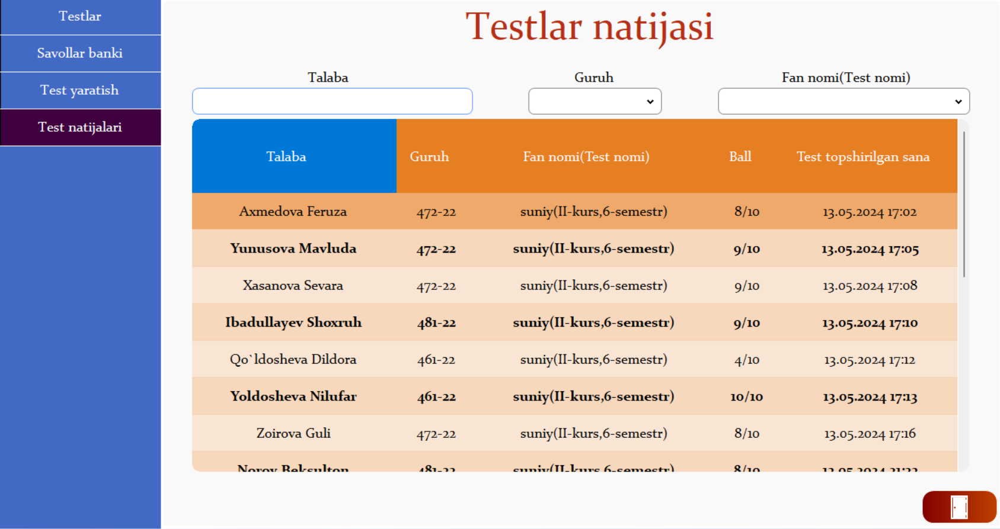 Testlar
Savollar banki
Test yaratish
Test natijalari
Testlar natijasi
Talaba Guruh Fan nomi(Test nomi)
Talaba Guruh Fan nomi(Test nomi) Ball Test topshirilgan sana
Axmedova Feruza 472-22 suniy(II-kurs,6-semestr) 8/10 13.05.2024 17:02
Yunusova Mavluda 472-22 suniy(II-kurs,6-semestr) 9/10 13.05.2024 17:05
Xasanova Sevara 472-22 suniy(II-kurs,6-semestr) 9/10 13.05.2024 17:08
Ibadullayev Shoxruh 481-22 suniy(II-kurs,6-semestr) 9/10 13.05.2024 17:10
Qo`ldosheva Dildora 461-22 suniy(II-kurs,6-semestr) 4/10 13.05.2024 17:12
Yoldosheva Nilufar 461-22 suniy(II-kurs,6-semestr) 10/10 13.05.2024 17:13
Zoirova Guli 472-22 suniy(II-kurs,6-semestr) 8/10 13.05.2024 17:16
Norov Beksulton 481-22 suniy(II-kurs,6-semestr) 8/10